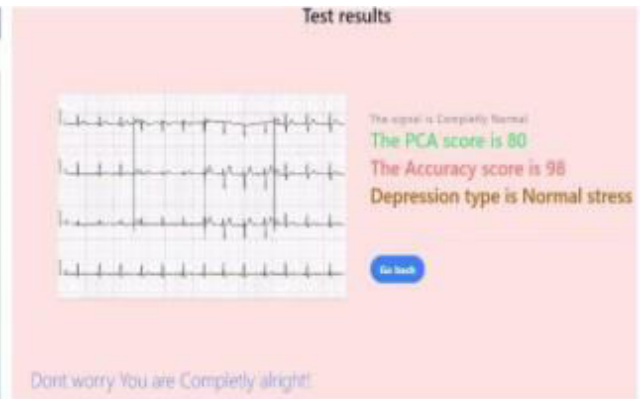 Test results
The signal is Completly Normal
The PCA score is 80
The Accuracy score is 98
Depression type is Normal stress
Go back
Dont worry You are Completly alright!